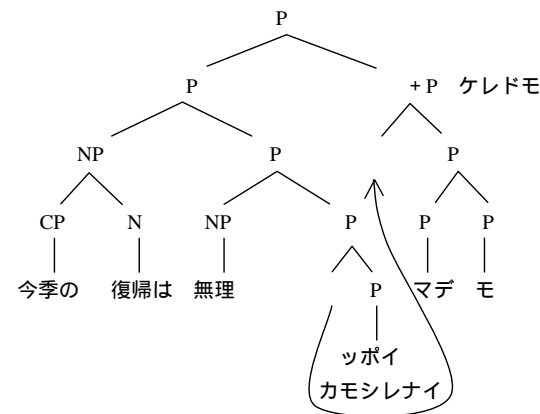 P
P +P ケレドモ
NP P P
CP N NP P P P
今季の 復帰は 無理 マデ モ
P
ッポイ
カモシレナイ